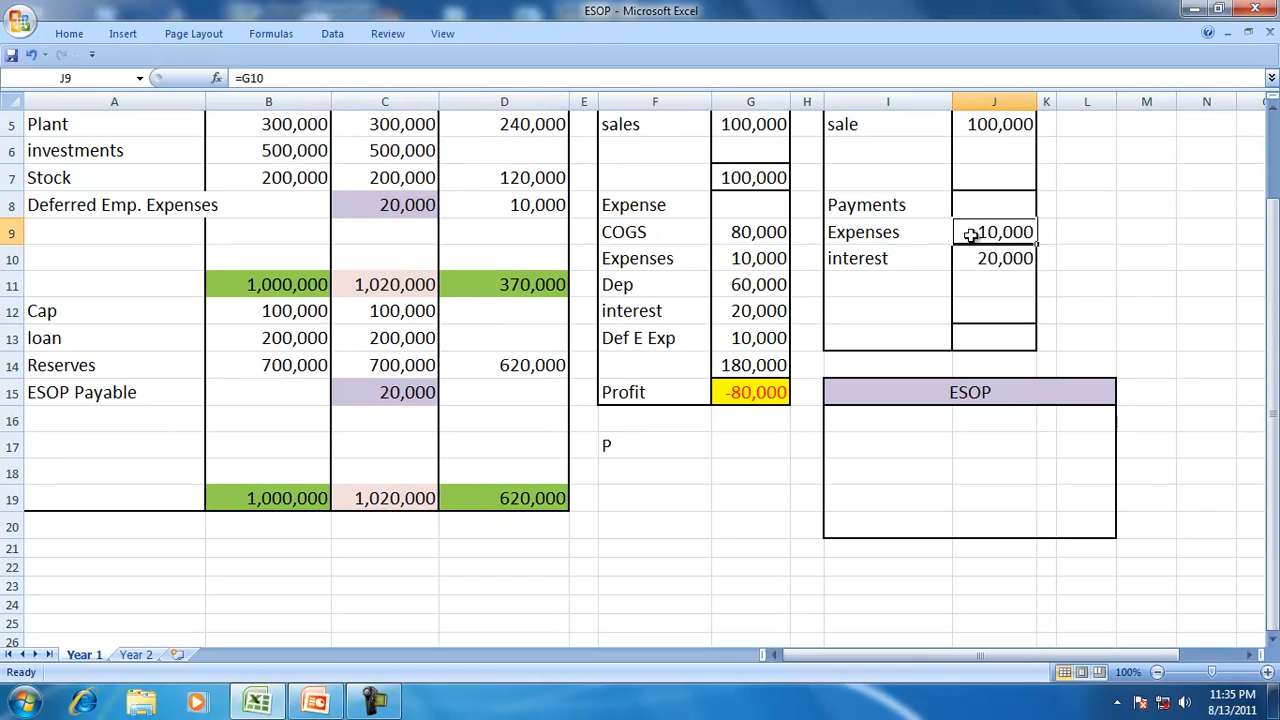 ESOP - Microsoft Excel
Home Insert Page Layout Formulas Data Review View
J9 fx =G10
A B C D E F G H I J K L M N
5 Plant 300,000 300,000 240,000 sales 100,000 sale 100,000
6 investments 500,000 500,000
7 Stock 200,000 200,000 120,000 100,000
8 Deferred Emp. Expenses 20,000 10,000 Expense Payments
9 COGS 80,000 Expenses 10,000
10 Expenses 10,000 interest 20,000
11 1,000,000 1,020,000 370,000 Dep 60,000
12 Cap 100,000 100,000 interest 20,000
13 loan 200,000 200,000 Def E Exp 10,000
14 Reserves 700,000 700,000 620,000 180,000
15 ESOP Payable 20,000 Profit -80,000 ESOP
16
17 P
18
19 1,000,000 1,020,000 620,000
20
21
22
23
24
25
26
Year 1 Year 2
Ready 100%
11:35 PM
8/13/2011